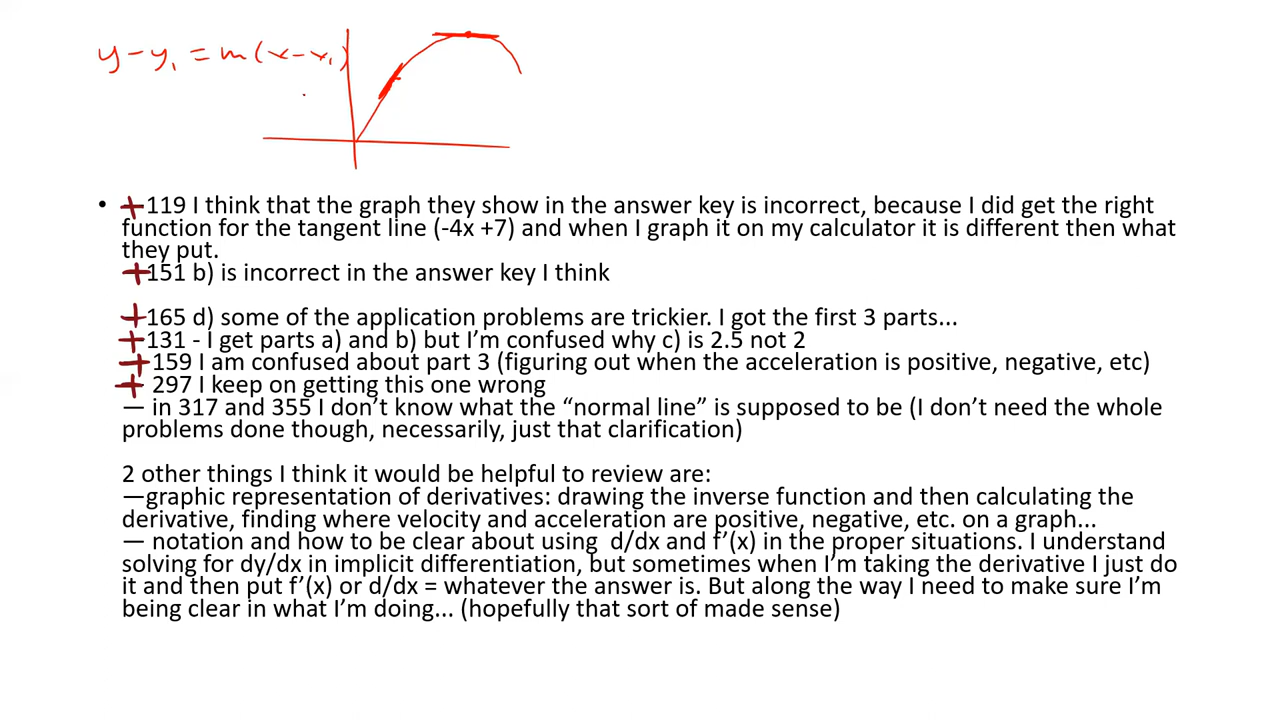 y - y₁ = m(x - x₁)
• +119 I think that the graph they show in the answer key is incorrect, because I did get the right
function for the tangent line (-4x +7) and when I graph it on my calculator it is different then what
they put.
+151 b) is incorrect in the answer key I think
+165 d) some of the application problems are trickier. I got the first 3 parts...
+131 - I get parts a) and b) but I’m confused why c) is 2.5 not 2
+159 I am confused about part 3 (figuring out when the acceleration is positive, negative, etc)
+ 297 I keep on getting this one wrong
— in 317 and 355 I don’t know what the “normal line” is supposed to be (I don’t need the whole
problems done though, necessarily, just that clarification)
2 other things I think it would be helpful to review are:
—graphic representation of derivatives: drawing the inverse function and then calculating the
derivative, finding where velocity and acceleration are positive, negative, etc. on a graph...
— notation and how to be clear about using d/dx and f’(x) in the proper situations. I understand
solving for dy/dx in implicit differentiation, but sometimes when I’m taking the derivative I just do
it and then put f’(x) or d/dx = whatever the answer is. But along the way I need to make sure I’m
being clear in what I’m doing... (hopefully that sort of made sense)